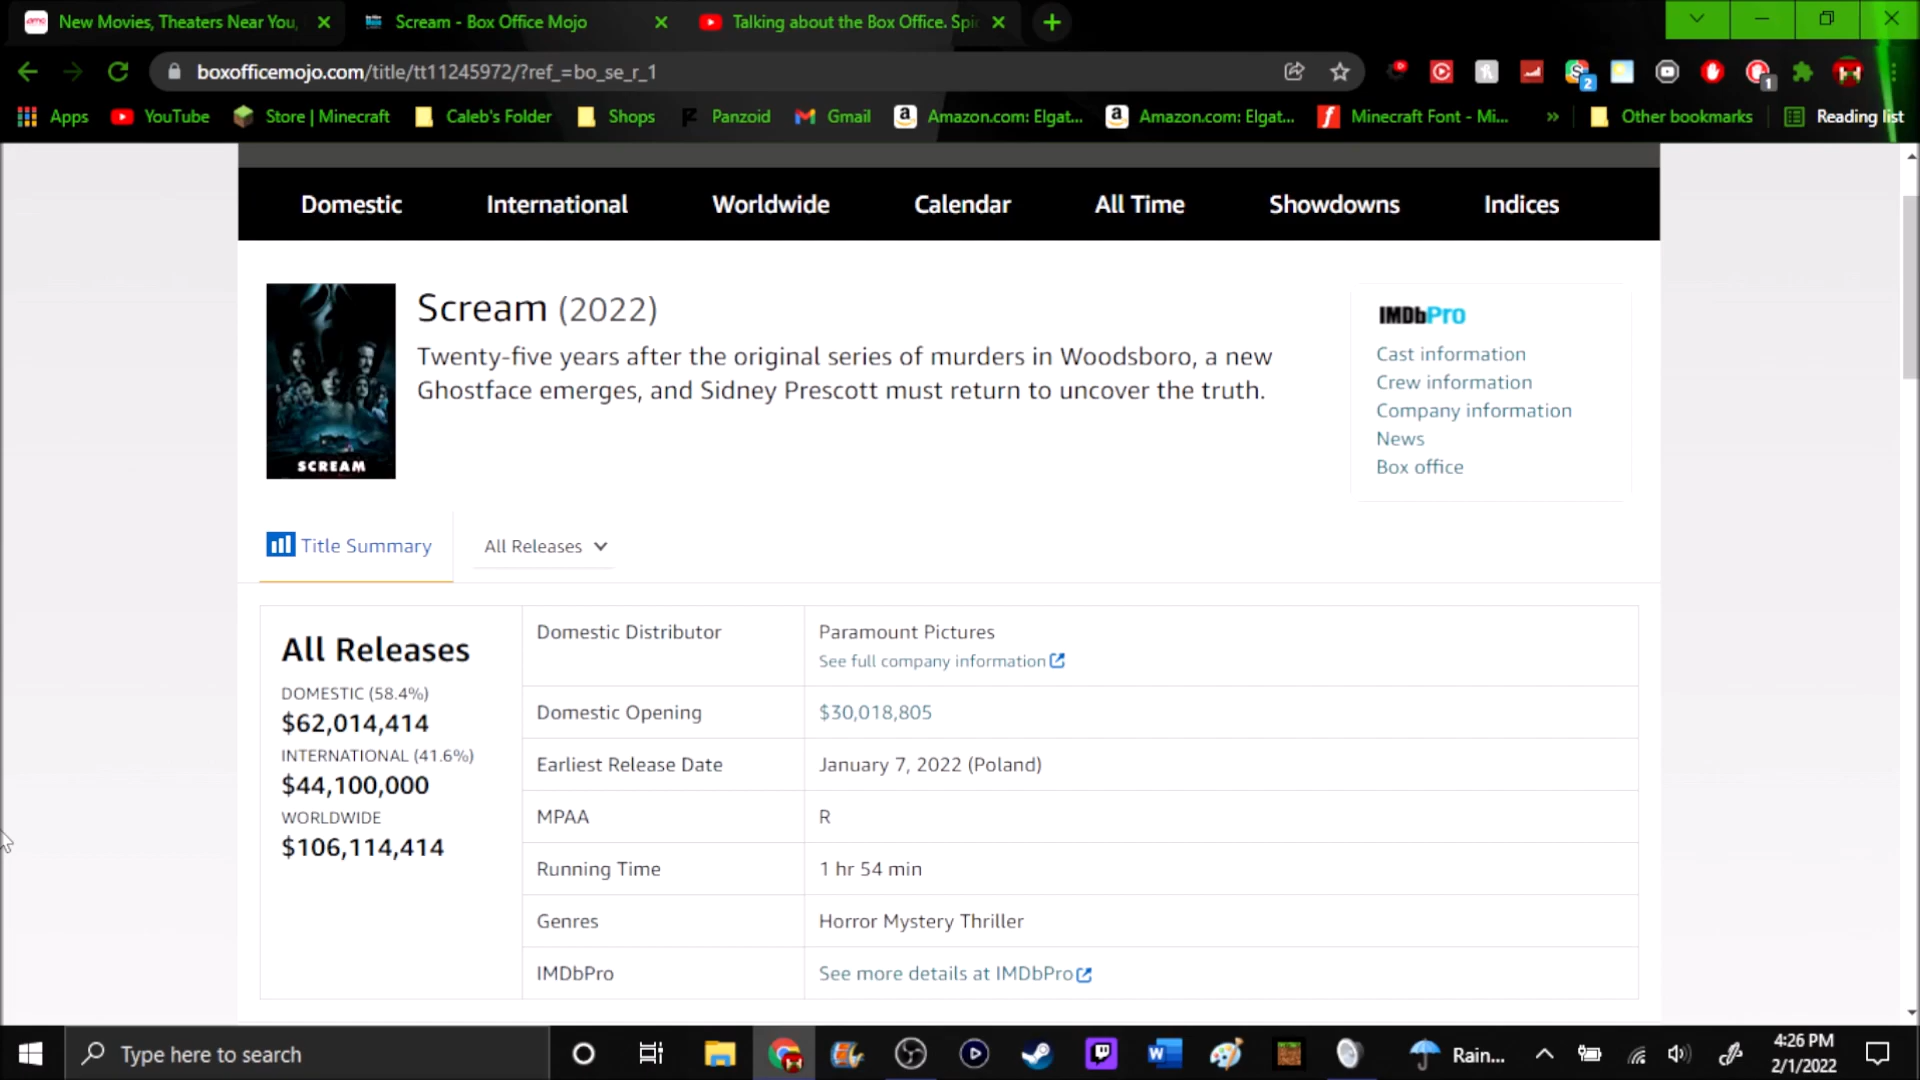 New Movies, Theaters Near You,
Scream - Box Office Mojo
Talking about the Box Office. Spi
boxofficemojo.com/title/tt11245972/?ref_=bo_se_r_1
2
1
Apps
YouTube
Store | Minecraft
Caleb's Folder
Shops
Panzoid
Gmail
Amazon.com: Elgat...
Amazon.com: Elgat...
Minecraft Font - Mi...
Other bookmarks
Reading list
Domestic
International
Worldwide
Calendar
All Time
Showdowns
Indices
SCREAM
Scream (2022)
Twenty-five years after the original series of murders in Woodsboro, a new
Ghostface emerges, and Sidney Prescott must return to uncover the truth.
IMDbPro
Cast information
Crew information
Company information
News
Box office
Title Summary
All Releases
All Releases
DOMESTIC (58.4%)
$62,014,414
INTERNATIONAL (41.6%)
$44,100,000
WORLDWIDE
$106,114,414
Domestic Distributor
Paramount Pictures
See full company information
Domestic Opening
$30,018,805
Earliest Release Date
January 7, 2022 (Poland)
MPAA
R
Running Time
1 hr 54 min
Genres
Horror Mystery Thriller
IMDbPro
See more details at IMDbPro
Type here to search
Rain...
4:26 PM
2/1/2022